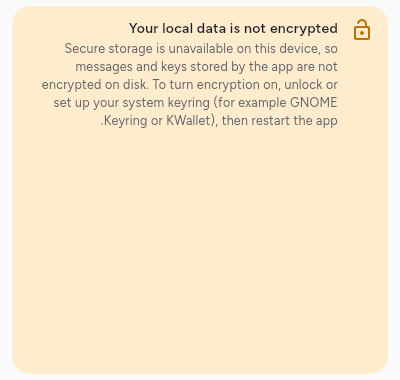 Your local data is not encrypted
Secure storage is unavailable on this device, so
messages and keys stored by the app are not
encrypted on disk. To turn encryption on, unlock or
set up your system keyring (for example GNOME
.Keyring or KWallet), then restart the app